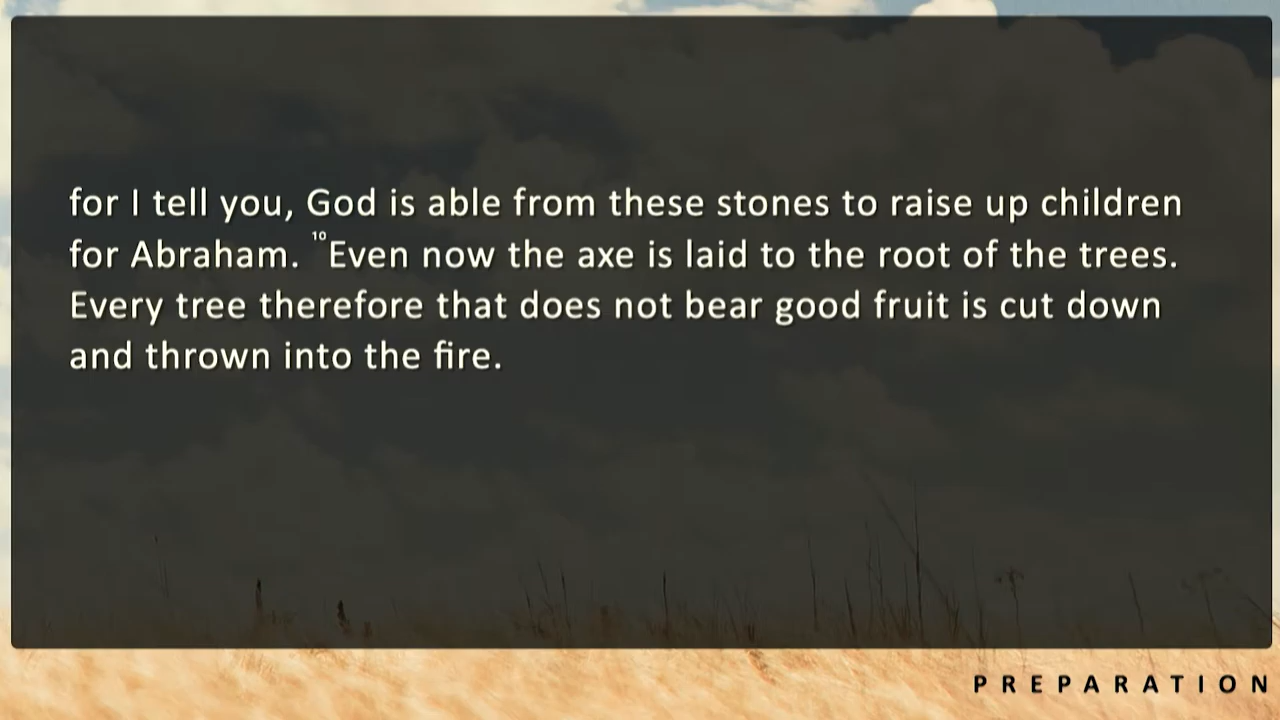 for I tell you, God is able from these stones to raise up children
for Abraham. ¹⁰Even now the axe is laid to the root of the trees.
Every tree therefore that does not bear good fruit is cut down
and thrown into the fire.
PREPARATION